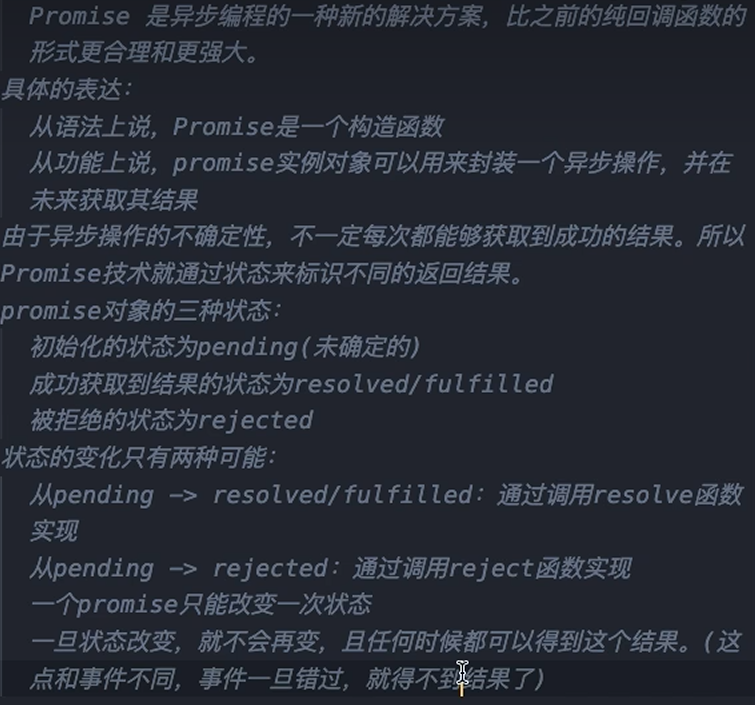 Promise 是异步编程的一种新的解决方案，比之前的纯回调函数的
形式更合理和更强大。
具体的表达：
从语法上说，Promise是一个构造函数
从功能上说，promise实例对象可以用来封装一个异步操作，并在
未来获取其结果
由于异步操作的不确定性，不一定每次都能够获取到成功的结果。所以
Promise技术就通过状态来标识不同的返回结果。
promise对象的三种状态：
初始化的状态为pending(未确定的)
成功获取到结果的状态为resolved/fulfilled
被拒绝的状态为rejected
状态的变化只有两种可能：
从pending —> resolved/fulfilled：通过调用resolve函数
实现
从pending —> rejected：通过调用reject函数实现
一个promise只能改变一次状态
一旦状态改变，就不会再变，且任何时候都可以得到这个结果。(这
点和事件不同，事件一旦错过，就得不到结果了)